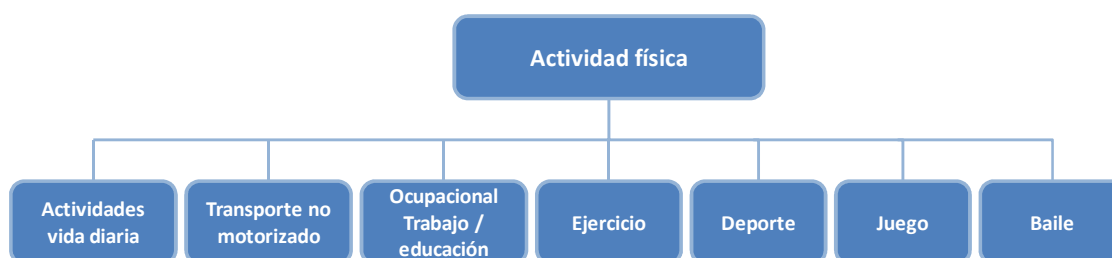 Actividad física
Actividades
vida diaria
Transporte no
motorizado
Ocupacional
Trabajo /
educación
Ejercicio
Deporte
Juego
Baile